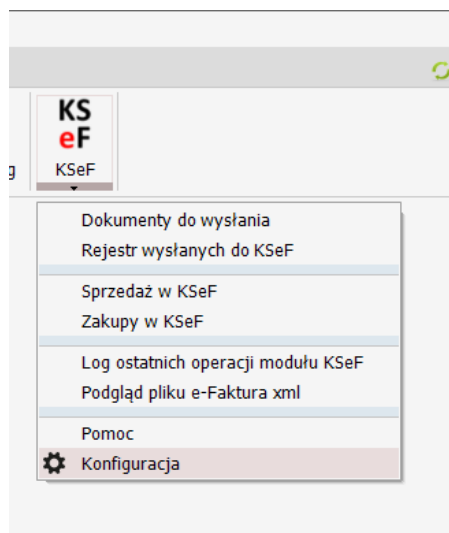 KS
eF
g
KSeF
Dokumenty do wysłania
Rejestr wysłanych do KSeF
Sprzedaż w KSeF
Zakupy w KSeF
Log ostatnich operacji modułu KSeF
Podgląd pliku e-Faktura xml
Pomoc
Konfiguracja